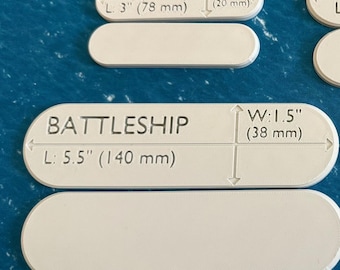 L: 3" (78 mm)
(20 mm)
BATTLESHIP
W:1.5"
(38 mm)
L: 5.5" (140 mm)